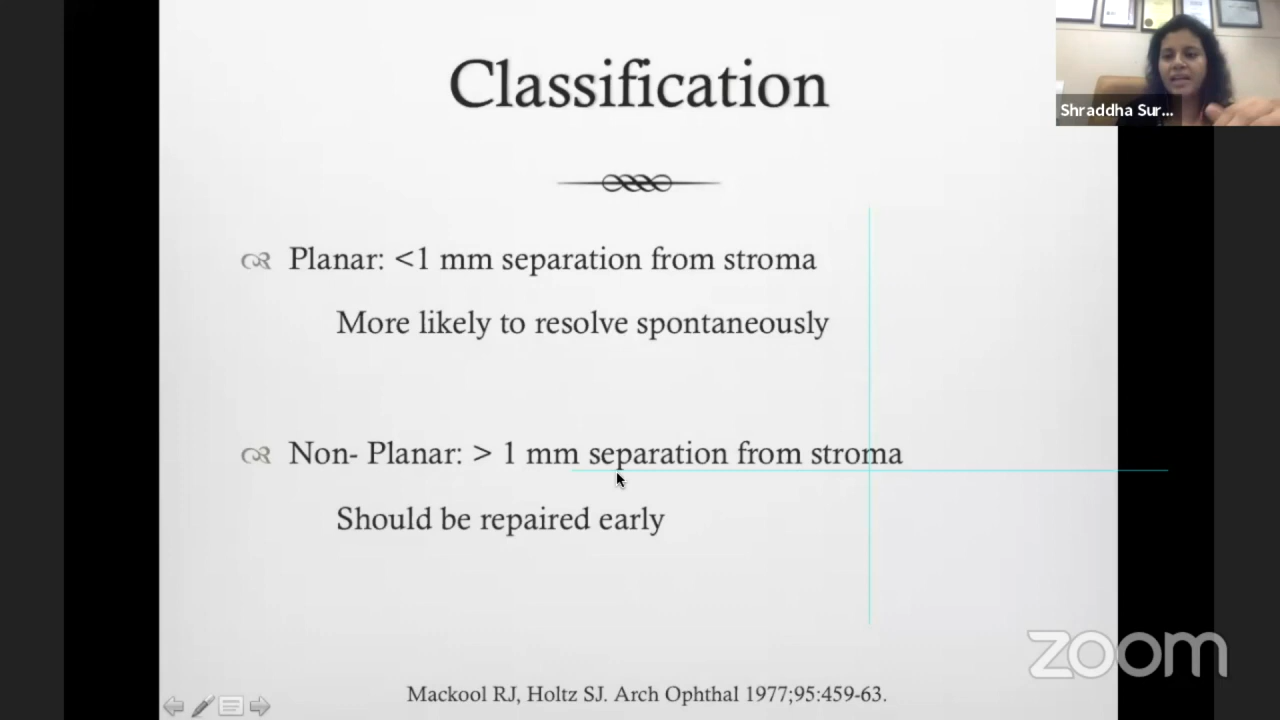 Classification
Shraddha Sur...
Planar: <1 mm separation from stroma
More likely to resolve spontaneously
Non- Planar: > 1 mm separation from stroma
Should be repaired early
zoom
Mackool RJ, Holtz SJ. Arch Ophthal 1977;95:459-63.